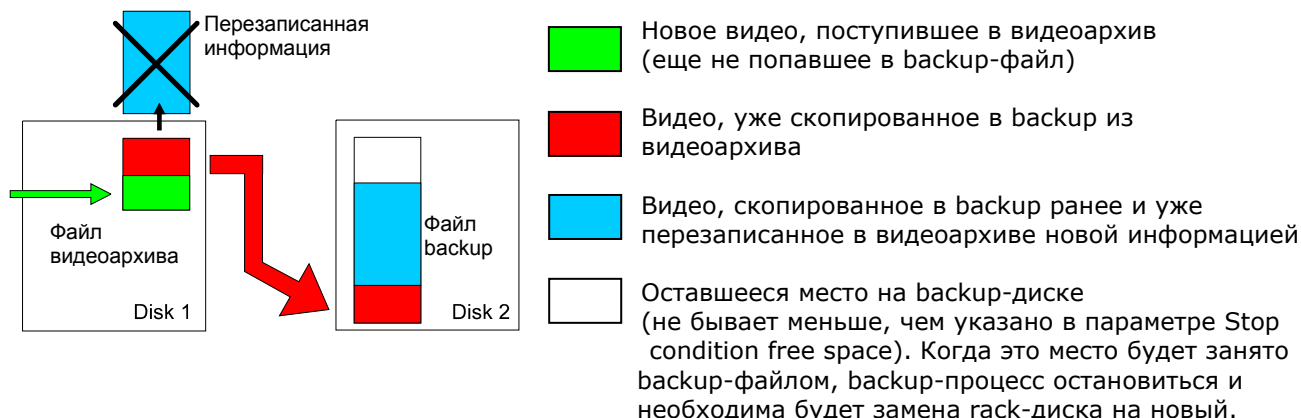 Перезаписанная
информация
Файл
видеоархива
Disk 1
Файл
backup
Disk 2
Новое видео, поступившее в видеоархив
(еще не попавшее в backup-файл)
Видео, уже скопированное в backup из
видеоархива
Видео, скопированное в backup ранее и уже
перезаписанное в видеоархиве новой информацией
Оставшееся место на backup-диске
(не бывает меньше, чем указано в параметре Stop
condition free space). Когда это место будет занято
backup-файлом, backup-процесс остановиться и
необходима будет замена rack-диска на новый.